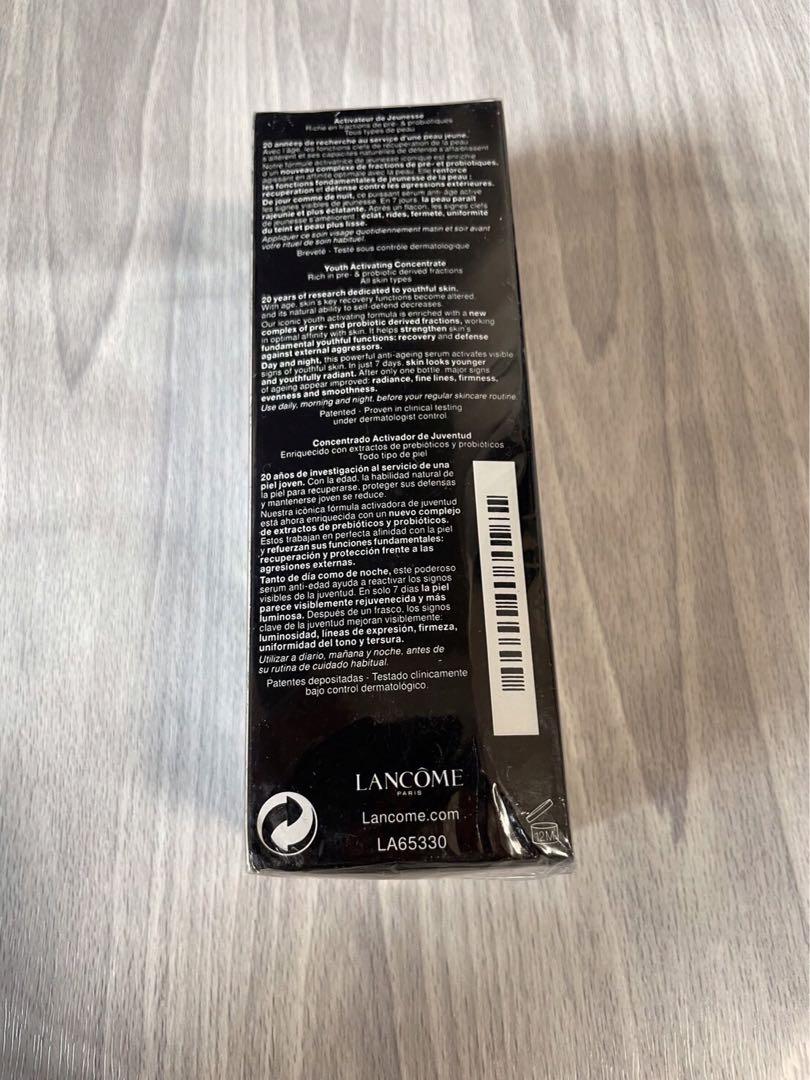 Activateur de Jeunesse
Riche en fractions de pré- & probiotiques
Tous types de peau
20 années de recherche au service d'une peau jeune.
Avec l'âge, les fonctions clefs de récupération de la peau
s'altèrent et ses capacités naturelles de défense s'affaiblissent
Notre formule activatrice de jeunesse iconique est enrichie
d'un nouveau complexe de fractions de pré- et probiotiques,
agissant en affinité optimale avec la peau. Elle renforce
les fonctions fondamentales de jeunesse de la peau :
récupération et défense contre les agressions extérieures.
De jour comme de nuit, ce puissant sérum anti-âge active
les signes visibles de jeunesse. En 7 jours, la peau paraît
rajeunie et plus éclatante. Après un flacon, les signes clefs
de jeunesse s'améliorent : éclat, rides, fermeté, uniformité
du teint et peau plus lisse.
Appliquer ce soin visage quotidiennement matin et soir avant
votre rituel de soin habituel.
Breveté - Testé sous contrôle dermatologique
Youth Activating Concentrate
Rich in pre- & probiotic derived fractions
All skin types
20 years of research dedicated to youthful skin.
With age, skin's key recovery functions become altered
and its natural ability to self-defend decreases.
Our iconic youth activating formula is enriched with a new
complex of pre- and probiotic derived fractions, working
in optimal affinity with skin. It helps strengthen skin's
fundamental youthful functions: recovery and defense
against external aggressors.
Day and night, this powerful anti-ageing serum activates visible
signs of youthful skin. In just 7 days, skin looks younger
and youthfully radiant. After only one bottle, major signs
of ageing appear improved: radiance, fine lines, firmness,
evenness and smoothness.
Use daily, morning and night, before your regular skincare routine.
Patented - Proven in clinical testing
under dermatologist control.
Concentrado Activador de Juventud
Enriquecido con extractos de prebióticos y probióticos
Todo tipo de piel
20 años de investigación al servicio de una
piel joven. Con la edad, la habilidad natural de
la piel para recuperarse, proteger sus defensas
y mantenerse joven se reduce.
Nuestra icònica fórmula activadora de juventud
está ahora enriquecida con un nuevo complejo
de extractos de prebióticos y probióticos.
Estos trabajan en perfecta afinidad con la piel
y refuerzan sus funciones fundamentales:
recuperación y protección frente a las
agresiones externas.
Tanto de día como de noche, este poderoso
serum anti-edad ayuda a reactivar los signos
visibles de la juventud. En solo 7 días la piel
parece visiblemente rejuvenecida y más
luminosa. Después de un frasco, los signos
clave de la juventud mejoran visiblemente:
luminosidad, líneas de expresión, firmeza,
uniformidad del tono y tersura.
Utilizar a diario, mañana y noche, antes de
su rutina de cuidado habitual.
Patentes depositadas - Testado clínicamente
bajo control dermatológico.
LANCÔME
PARIS
Lancome.com
LA65330
12M